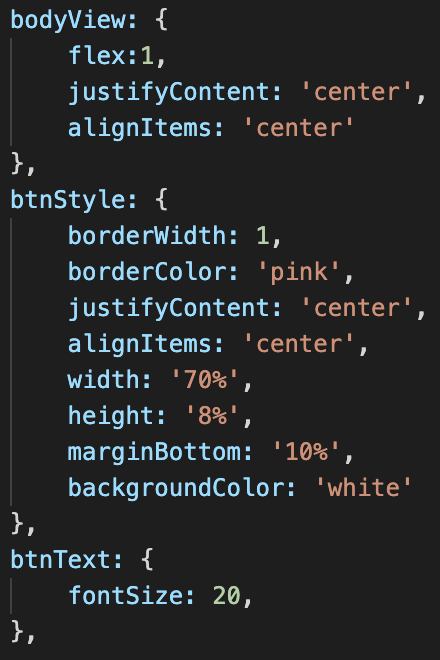 bodyView: {
    flex:1,
    justifyContent: 'center',
    alignItems: 'center'
},
btnStyle: {
    borderWidth: 1,
    borderColor: 'pink',
    justifyContent: 'center',
    alignItems: 'center',
    width: '70%',
    height: '8%',
    marginBottom: '10%',
    backgroundColor: 'white'
},
btnText: {
    fontSize: 20,
},